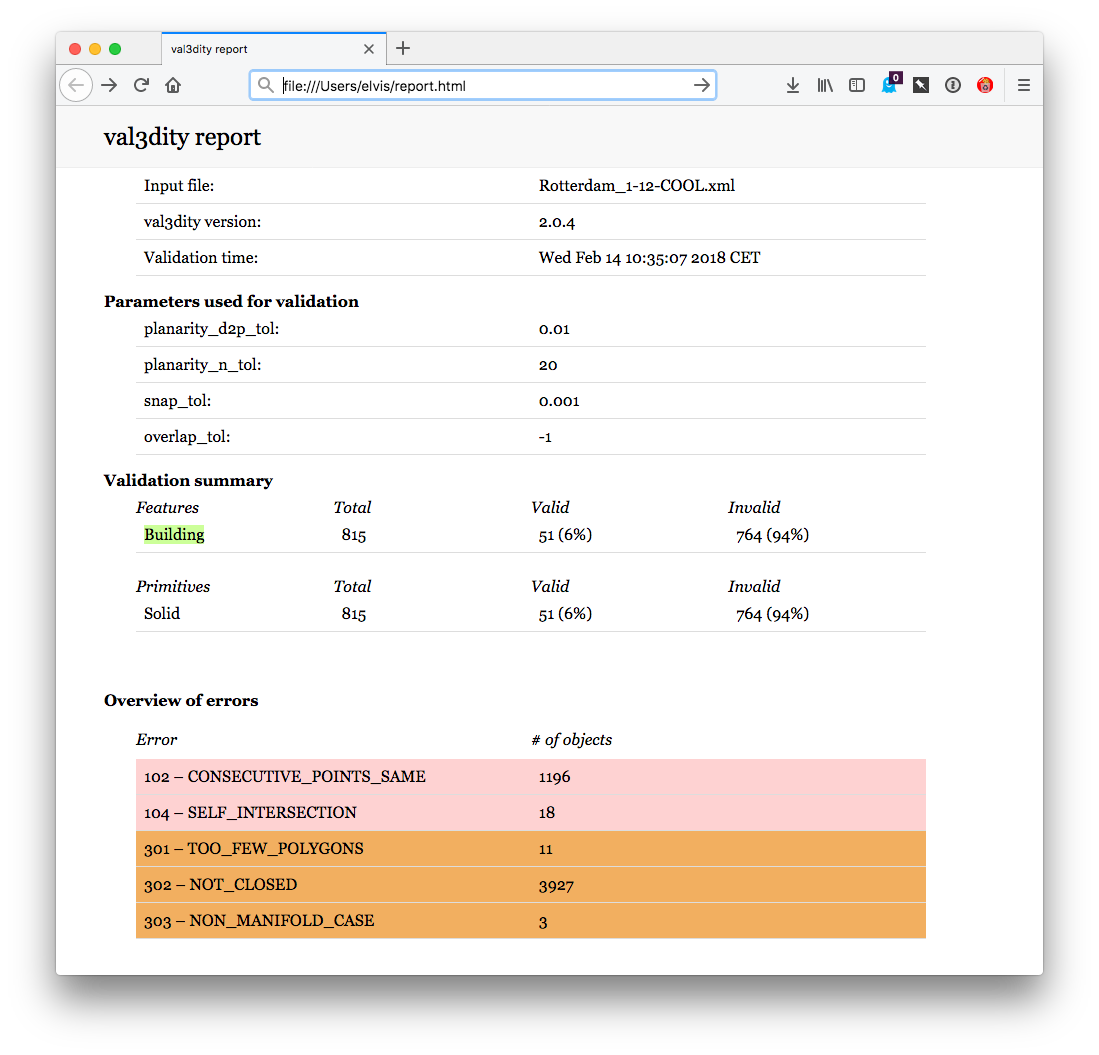 val3dity report
file:///Users/elvis/report.html
0
val3dity report
Input file: Rotterdam_1-12-COOL.xml
val3dity version: 2.0.4
Validation time: Wed Feb 14 10:35:07 2018 CET
Parameters used for validation
planarity_d2p_tol: 0.01
planarity_n_tol: 20
snap_tol: 0.001
overlap_tol: -1
Validation summary
Features Total Valid Invalid
Building 815 51 (6%) 764 (94%)
Primitives Total Valid Invalid
Solid 815 51 (6%) 764 (94%)
Overview of errors
Error # of objects
102 – CONSECUTIVE_POINTS_SAME 1196
104 – SELF_INTERSECTION 18
301 – TOO_FEW_POLYGONS 11
302 – NOT_CLOSED 3927
303 – NON_MANIFOLD_CASE 3